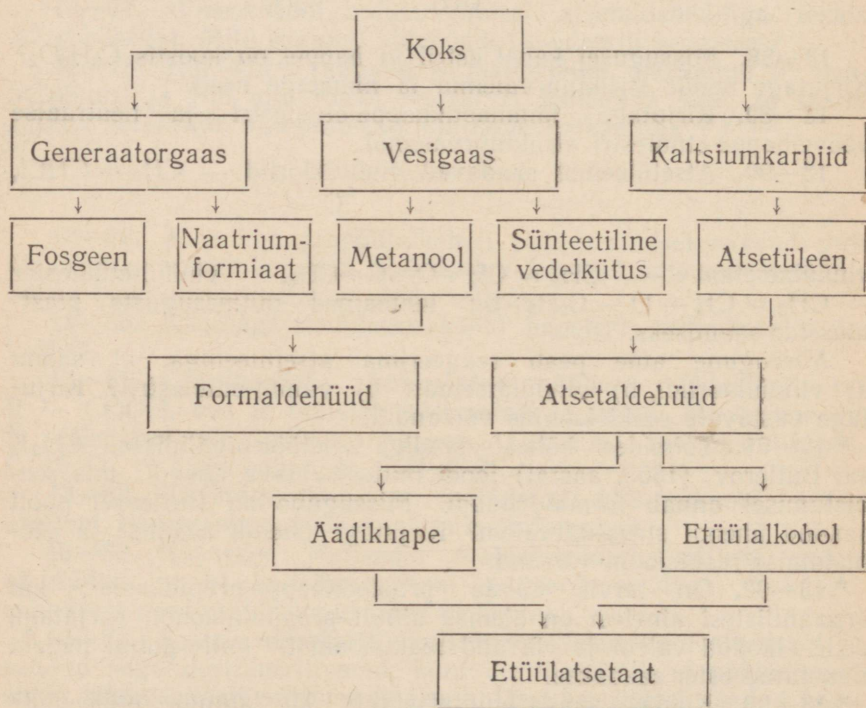 Koks
Generaatorgaas
Vesigaas
Kaltsiumkarbiid
Fosgeen
Naatrium-
formiaat
Metanool
Sünteetiline
vedelkütus
Atsetüleen
Formaldehüüd
Atsetaldehüüd
Äädikhape
Etüülalkohol
Etüülatsetaat